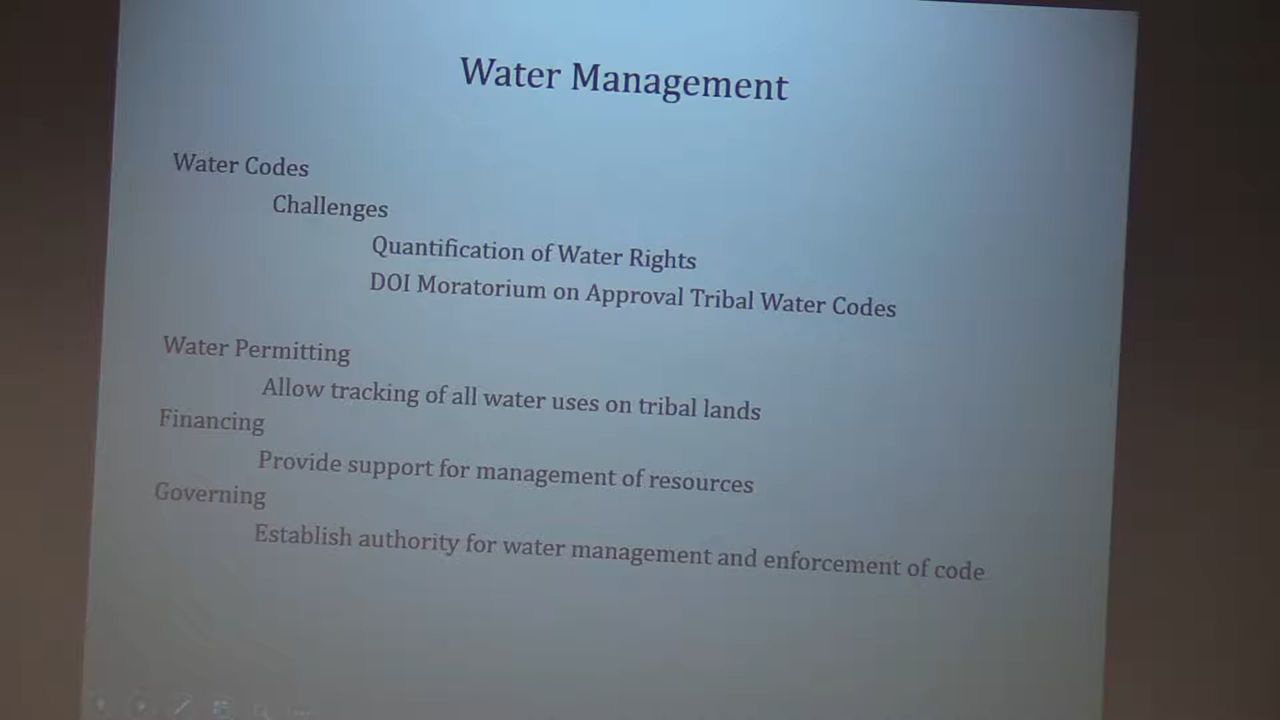 Water Management
Water Codes
Challenges
Quantification of Water Rights
DOI Moratorium on Approval Tribal Water Codes
Water Permitting
Allow tracking of all water uses on tribal lands
Financing
Provide support for management of resources
Governing
Establish authority for water management and enforcement of code